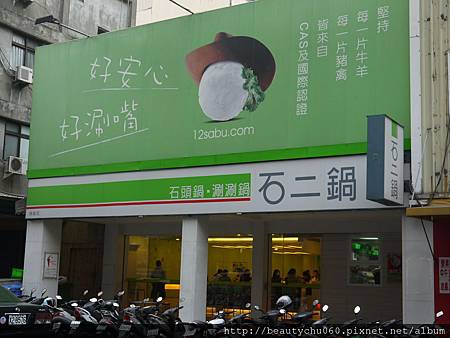 堅持
每一片牛羊
每一片豬禽
皆來自
CAS及國際認證
好安心
好涮嘴
12sabu.com
石頭鍋·涮涮鍋 石二鍋
石二鍋
http://beautychu060.pixnet.net/album